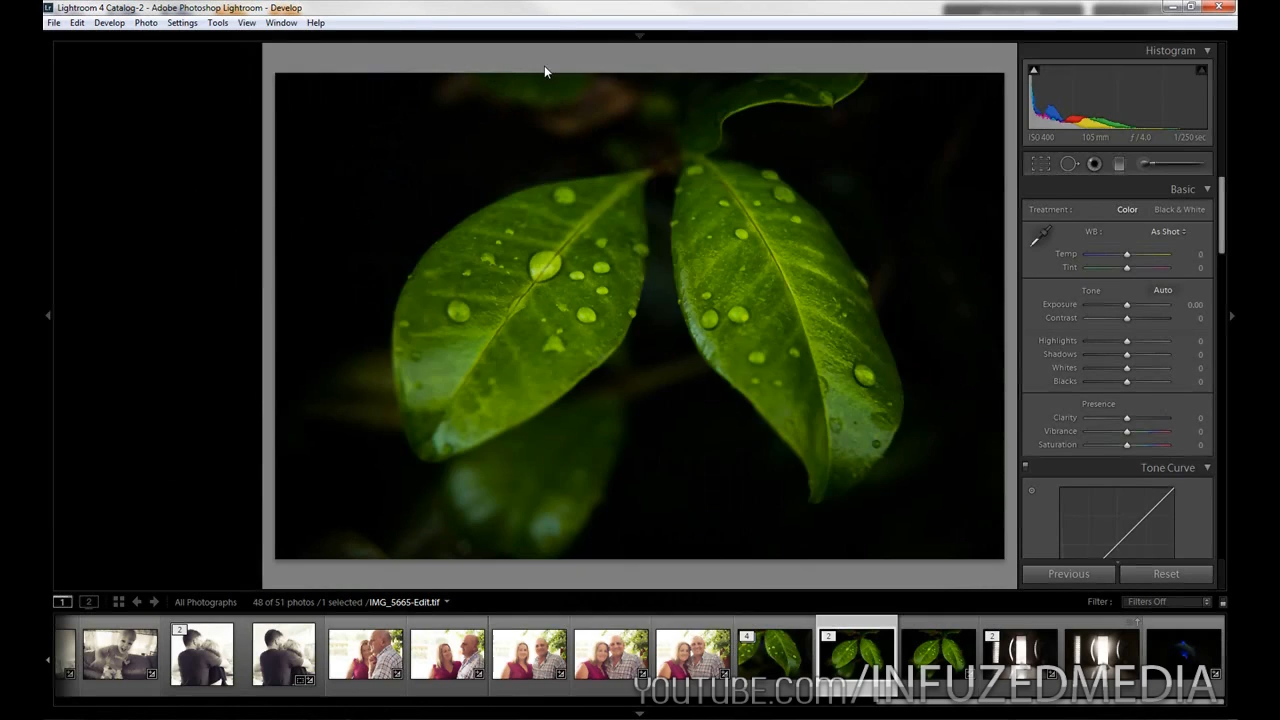 Lightroom 4 Catalog-2 - Adobe Photoshop Lightroom - Develop
File Edit Develop Photo Settings Tools View Window Help
Histogram
ISO 400 105 mm ƒ / 4.0 1/250 sec
Basic
Treatment : Color Black & White
WB : As Shot
Temp 0
Tint 0
Tone Auto
Exposure 0.00
Contrast 0
Highlights 0
Shadows 0
Whites 0
Blacks 0
Presence
Clarity 0
Vibrance 0
Saturation 0
Tone Curve
Previous Reset
1 2 All Photographs 48 of 51 photos / 1 selected / IMG_5665-Edit.tif Filter : Filters Off
2 4 2 2
YOUTUBE.COM/INFUZEDMEDIA.